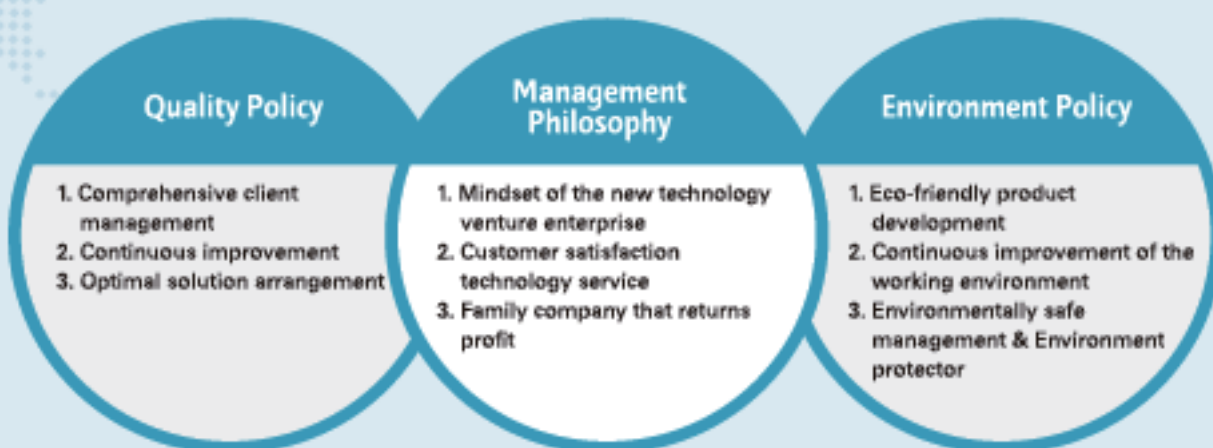 Quality Policy
1. Comprehensive client
management
2. Continuous improvement
3. Optimal solution arrangement
Management
Philosophy
1. Mindset of the new technology
venture enterprise
2. Customer satisfaction
technology service
3. Family company that returns
profit
Environment Policy
1. Eco-friendly product
development
2. Continuous improvement of the
working environment
3. Environmentally safe
management & Environment
protector